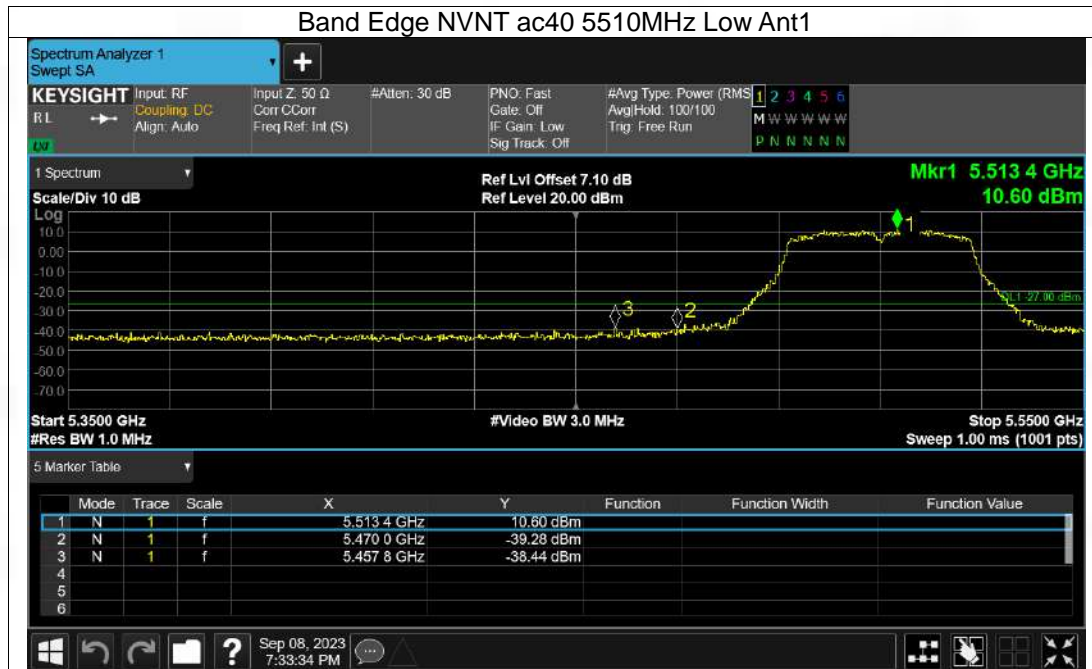 Band Edge NVNT ac40 5510MHz Low Ant1
Spectrum Analyzer 1
Swept SA
+
KEYSIGHT
RL
LXI
Input: RF
Coupling: DC
Align: Auto
Input Z: 50 Ω
Corr CCorr
Freq Ref: Int (S)
#Atten: 30 dB
PNO: Fast
Gate: Off
IF Gain: Low
Sig Track: Off
#Avg Type: Power (RMS
Avg|Hold: 100/100
Trig: Free Run
1 2 3 4 5 6
M W W W W W
P N N N N N
1 Spectrum
Scale/Div 10 dB
Ref Lvl Offset 7.10 dB
Ref Level 20.00 dBm
Mkr1 5.513 4 GHz
10.60 dBm
Log
10.0
0.00
-10.0
-20.0
-30.0
-40.0
-50.0
-60.0
-70.0
1
2
3
DL1 -27.00 dBm
Start 5.3500 GHz
#Res BW 1.0 MHz
#Video BW 3.0 MHz
Stop 5.5500 GHz
Sweep 1.00 ms (1001 pts)
5 Marker Table
Mode Trace Scale X Y Function Function Width Function Value
1 N 1 f 5.513 4 GHz 10.60 dBm
2 N 1 f 5.470 0 GHz -39.28 dBm
3 N 1 f 5.457 8 GHz -38.44 dBm
4
5
6
?
Sep 08, 2023
7:33:34 PM